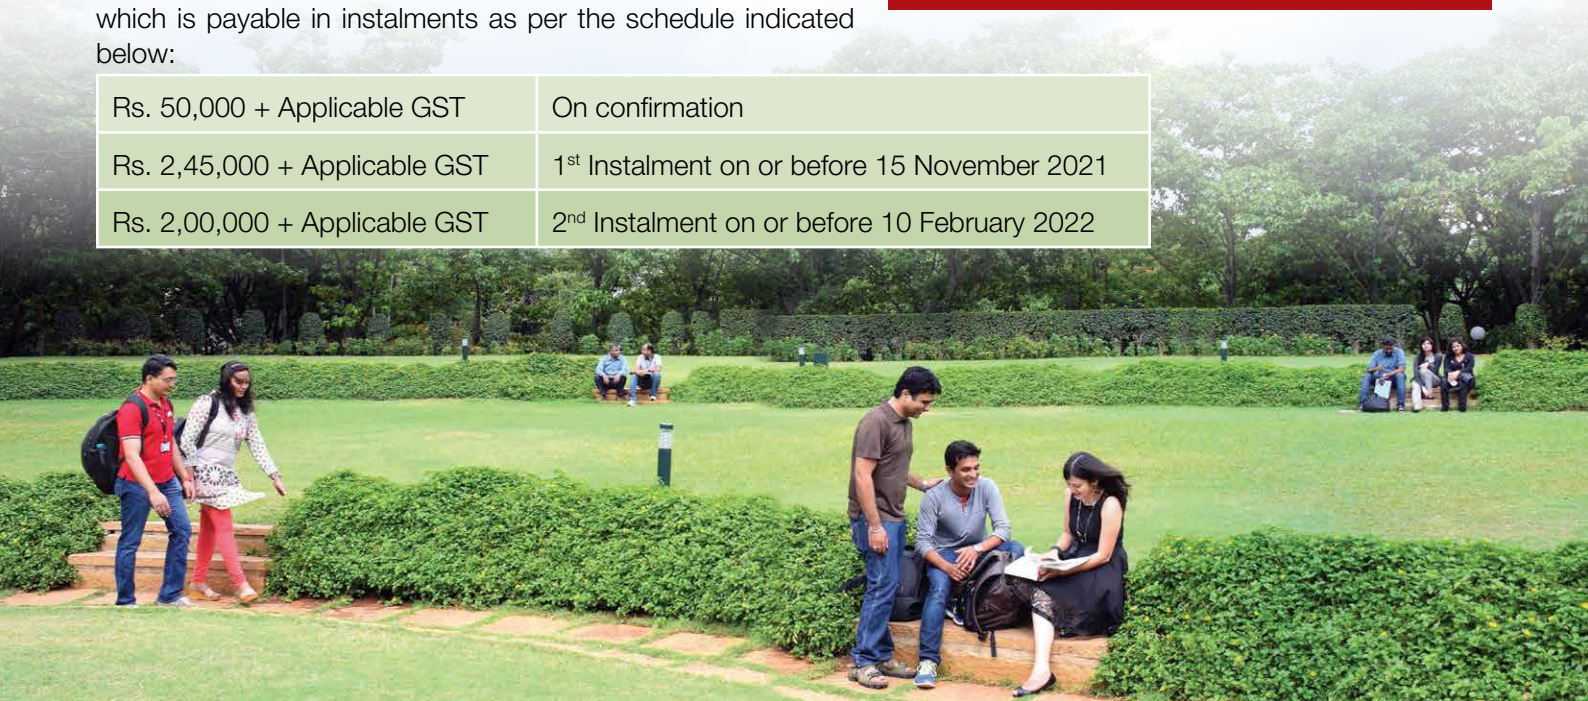 which is payable in instalments as per the schedule indicated
below:
Rs. 50,000 + Applicable GST On confirmation
Rs. 2,45,000 + Applicable GST 1st Instalment on or before 15 November 2021
Rs. 2,00,000 + Applicable GST 2nd Instalment on or before 10 February 2022